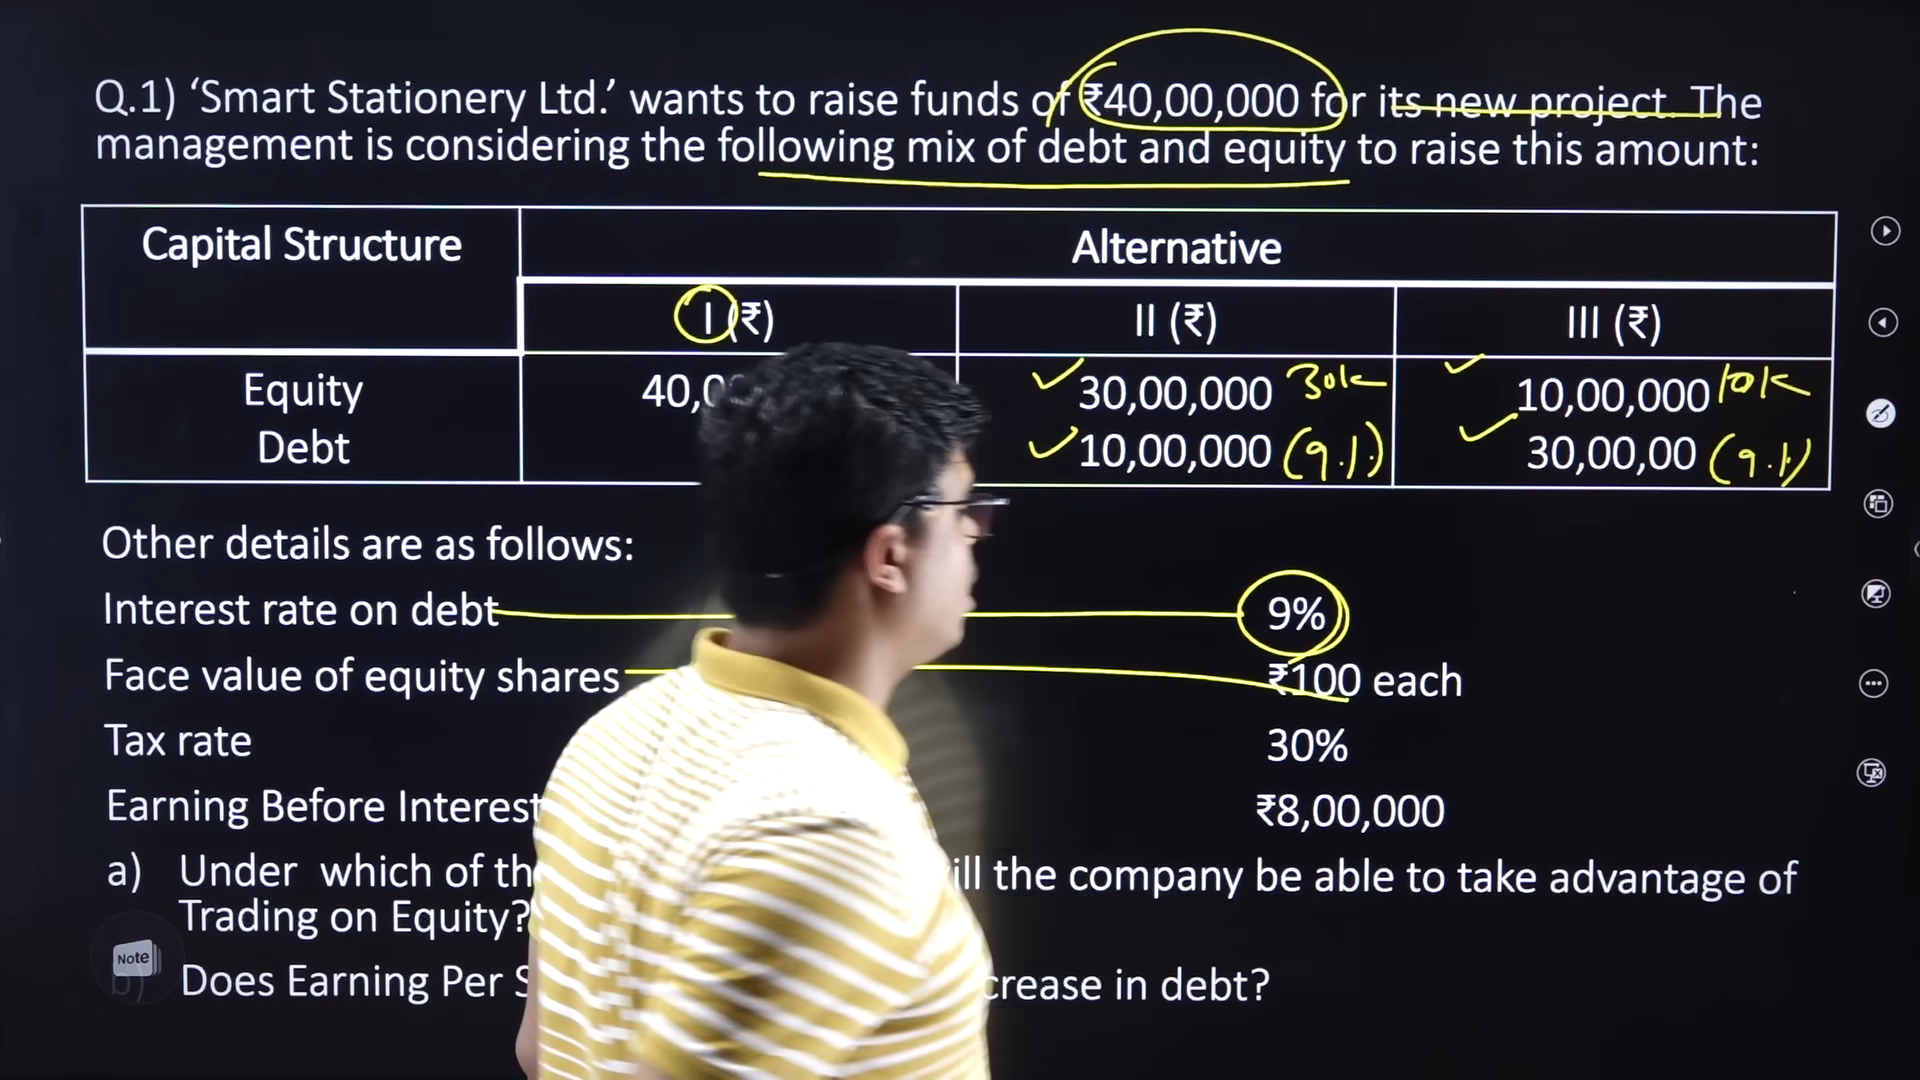 Q.1) ‘Smart Stationery Ltd.’ wants to raise funds of ₹40,00,000 for its new project. The
management is considering the following mix of debt and equity to raise this amount:
Capital Structure Alternative
I (₹) II (₹) III (₹)
Equity 40,0 30,00,000 30k 10,00,000 10k
Debt 10,00,000 (9%) 30,00,00 (9%)
Other details are as follows:
Interest rate on debt 9%
Face value of equity shares ₹100 each
Tax rate 30%
Earning Before Interest ₹8,00,000
a) Under which of th ill the company be able to take advantage of
Trading on Equity?
Note
b) Does Earning Per S crease in debt?